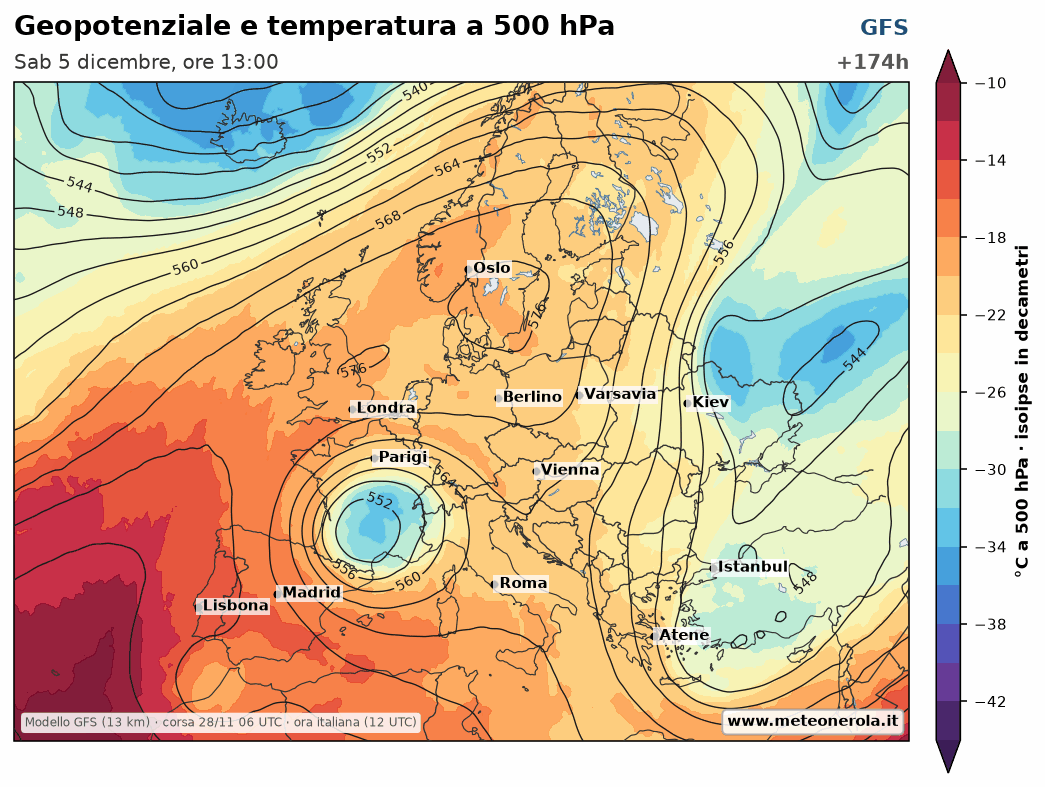 Geopotenziale e temperatura a 500 hPa
GFS
Sab 5 dicembre, ore 13:00
+174h
540
552
544
564
548
568
560
556
Oslo
576
544
576
Berlino
Varsavia
Kiev
Londra
Parigi
564
Vienna
552
556
560
Istanbul
548
Roma
Madrid
Lisbona
Atene
Modello GFS (13 km) · corsa 28/11 06 UTC · ora italiana (12 UTC)
www.meteonerola.it
−10
−14
−18
−22
−26
−30
−34
−38
−42
°C a 500 hPa · isoipse in decametri